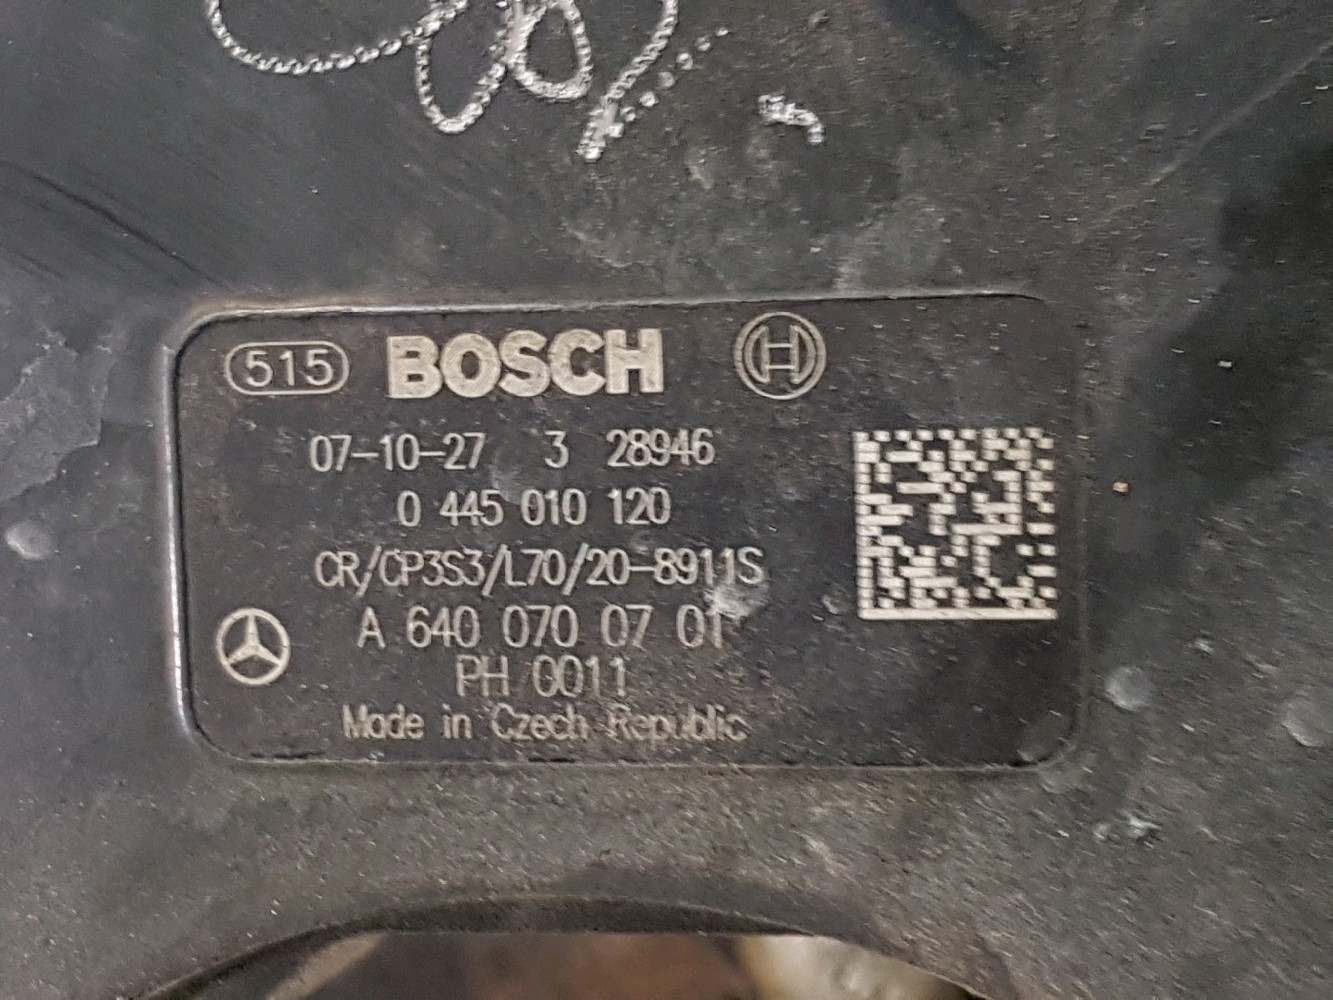 515 BOSCH
07-10-27 3 28946
0 445 010 120
CR/CP3S3/L70/20-8911S
A 640 070 07 01
PH 0011
Made in Czech Republic